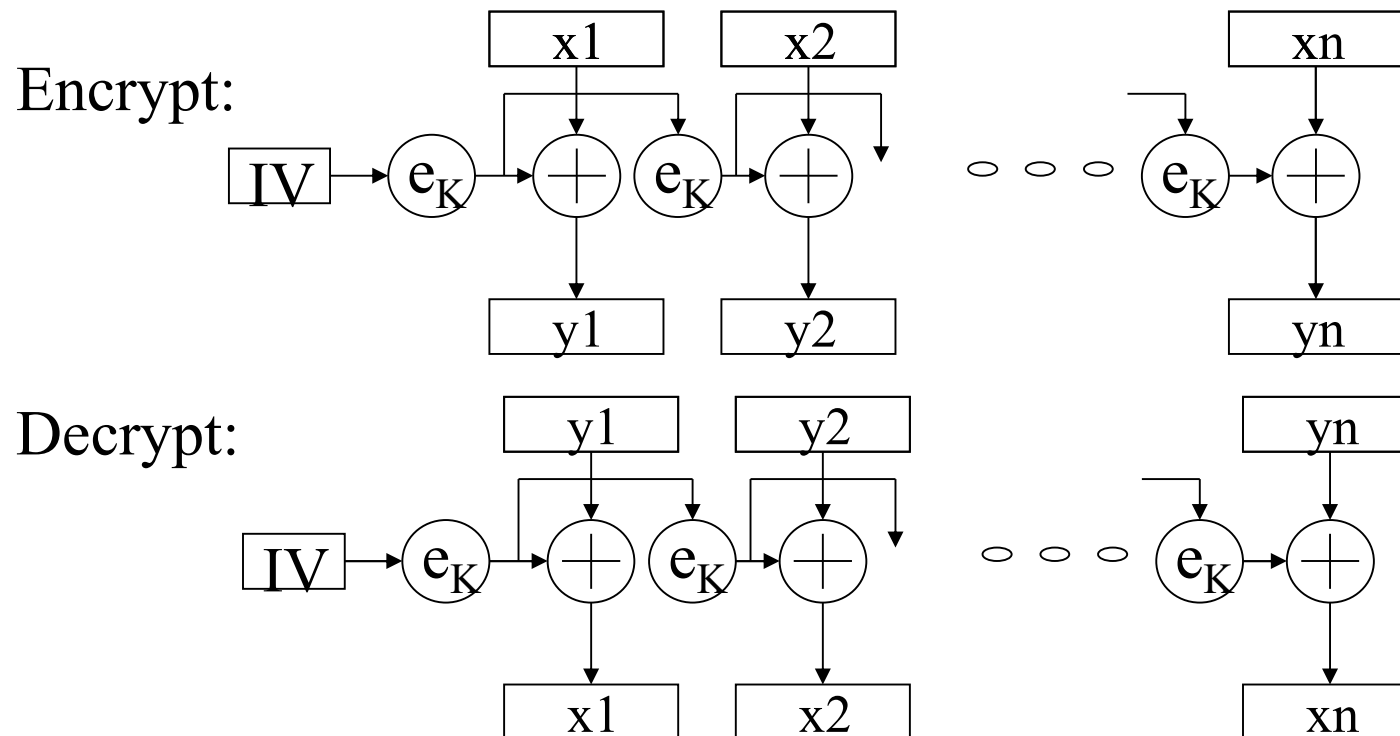 x1 x2 xn
Encrypt:
IV eK eK eK
y1 y2 yn
Decrypt:
y1 y2 yn
IV eK eK eK
x1 x2 xn